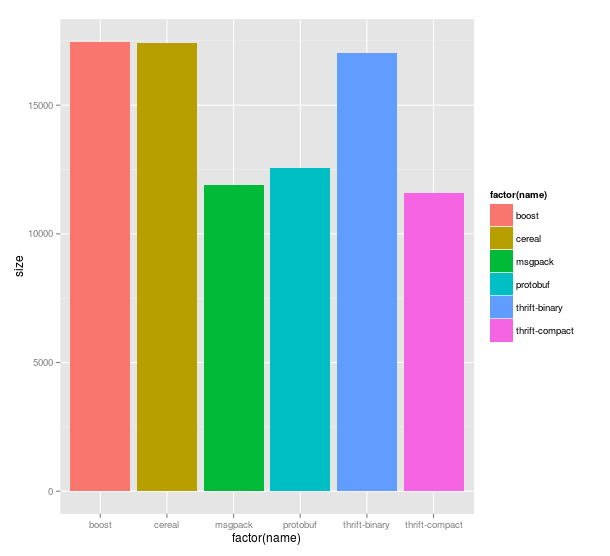 15000
10000
5000
0
size
boost cereal msgpack protobuf thrift-binary thrift-compact
factor(name)
factor(name)
boost
cereal
msgpack
protobuf
thrift-binary
thrift-compact